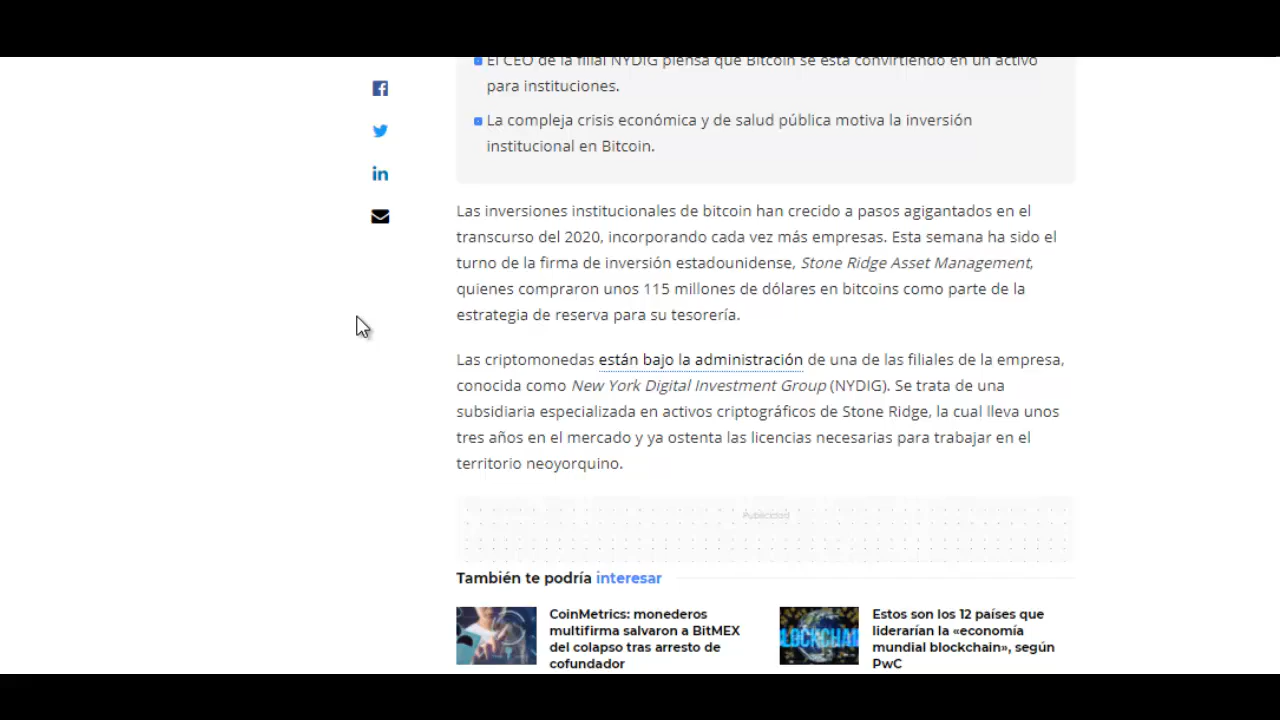 El CEO de la filial NYDIG piensa que Bitcoin se está convirtiendo en un activo
para instituciones.
La compleja crisis económica y de salud pública motiva la inversión
institucional en Bitcoin.
Las inversiones institucionales de bitcoin han crecido a pasos agigantados en el
transcurso del 2020, incorporando cada vez más empresas. Esta semana ha sido el
turno de la firma de inversión estadounidense, Stone Ridge Asset Management,
quienes compraron unos 115 millones de dólares en bitcoins como parte de la
estrategia de reserva para su tesorería.
Las criptomonedas están bajo la administración de una de las filiales de la empresa,
conocida como New York Digital Investment Group (NYDIG). Se trata de una
subsidiaria especializada en activos criptográficos de Stone Ridge, la cual lleva unos
tres años en el mercado y ya ostenta las licencias necesarias para trabajar en el
territorio neoyorquino.
Publicidad
También te podría interesar
CoinMetrics: monederos
multifirma salvaron a BitMEX
del colapso tras arresto de
cofundador
BLOCKCHAIN
Estos son los 12 países que
liderarían la «economía
mundial blockchain», según
PwC